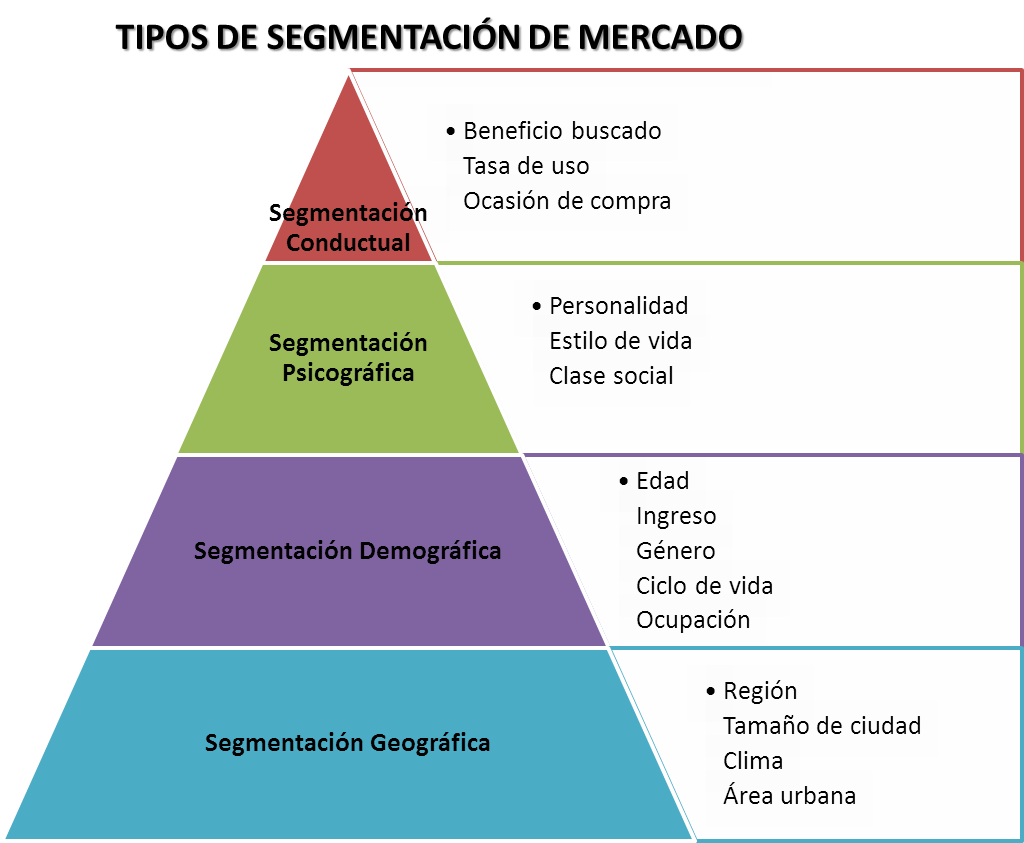 TIPOS DE SEGMENTACIÓN DE MERCADO
Segmentación
Conductual
• Beneficio buscado
Tasa de uso
Ocasión de compra
Segmentación
Psicográfica
• Personalidad
Estilo de vida
Clase social
Segmentación Demográfica
• Edad
Ingreso
Género
Ciclo de vida
Ocupación
Segmentación Geográfica
• Región
Tamaño de ciudad
Clima
Área urbana